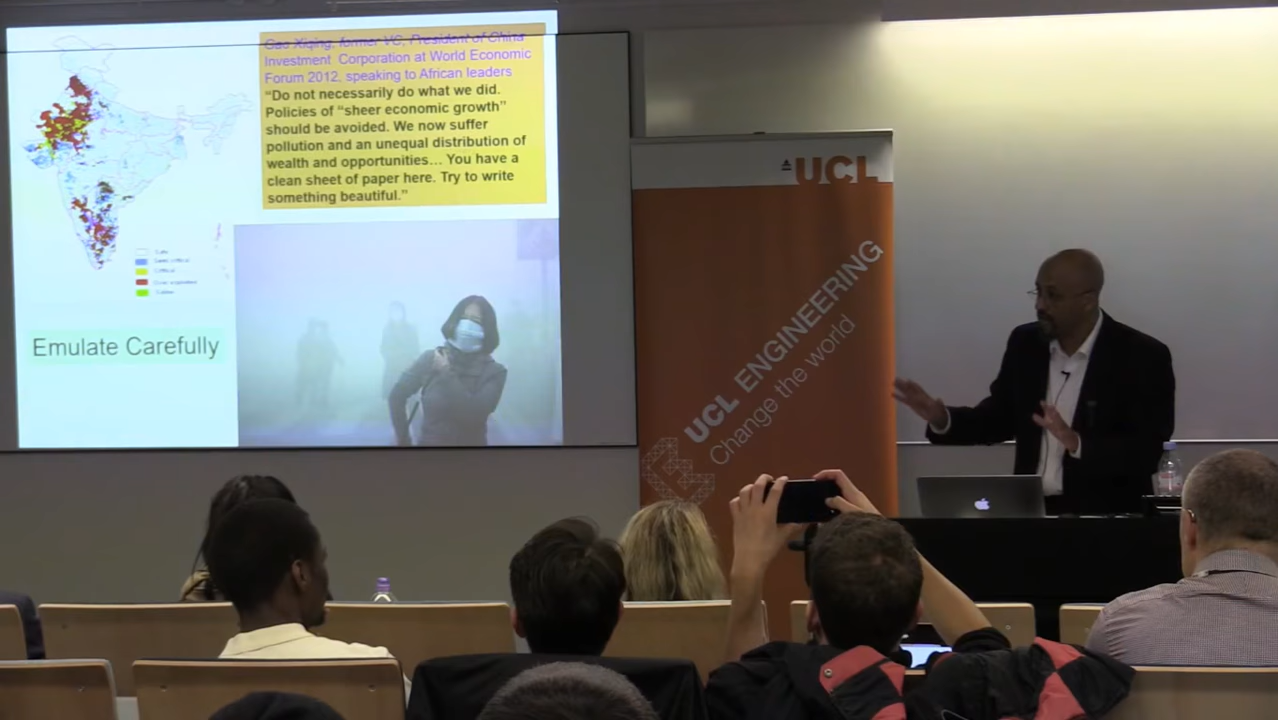 Gao Xiqing, former VC, President of China
Investment Corporation at World Economic
Forum 2012, speaking to African leaders
“Do not necessarily do what we did.
Policies of “sheer economic growth”
should be avoided. We now suffer
pollution and an unequal distribution of
wealth and opportunities… You have a
clean sheet of paper here. Try to write
something beautiful.”
Emulate Carefully
UCL
UCL ENGINEERING
Change the world